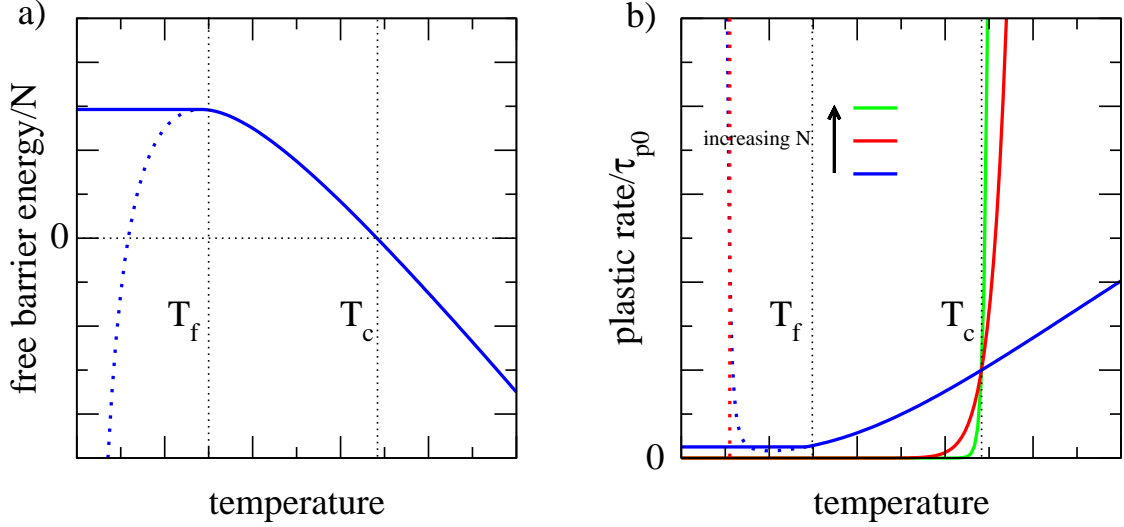 a)
free barrier energy/N
0
T_f
T_c
temperature
b)
plastic rate/τ_p0
increasing N
T_f
T_c
0
temperature